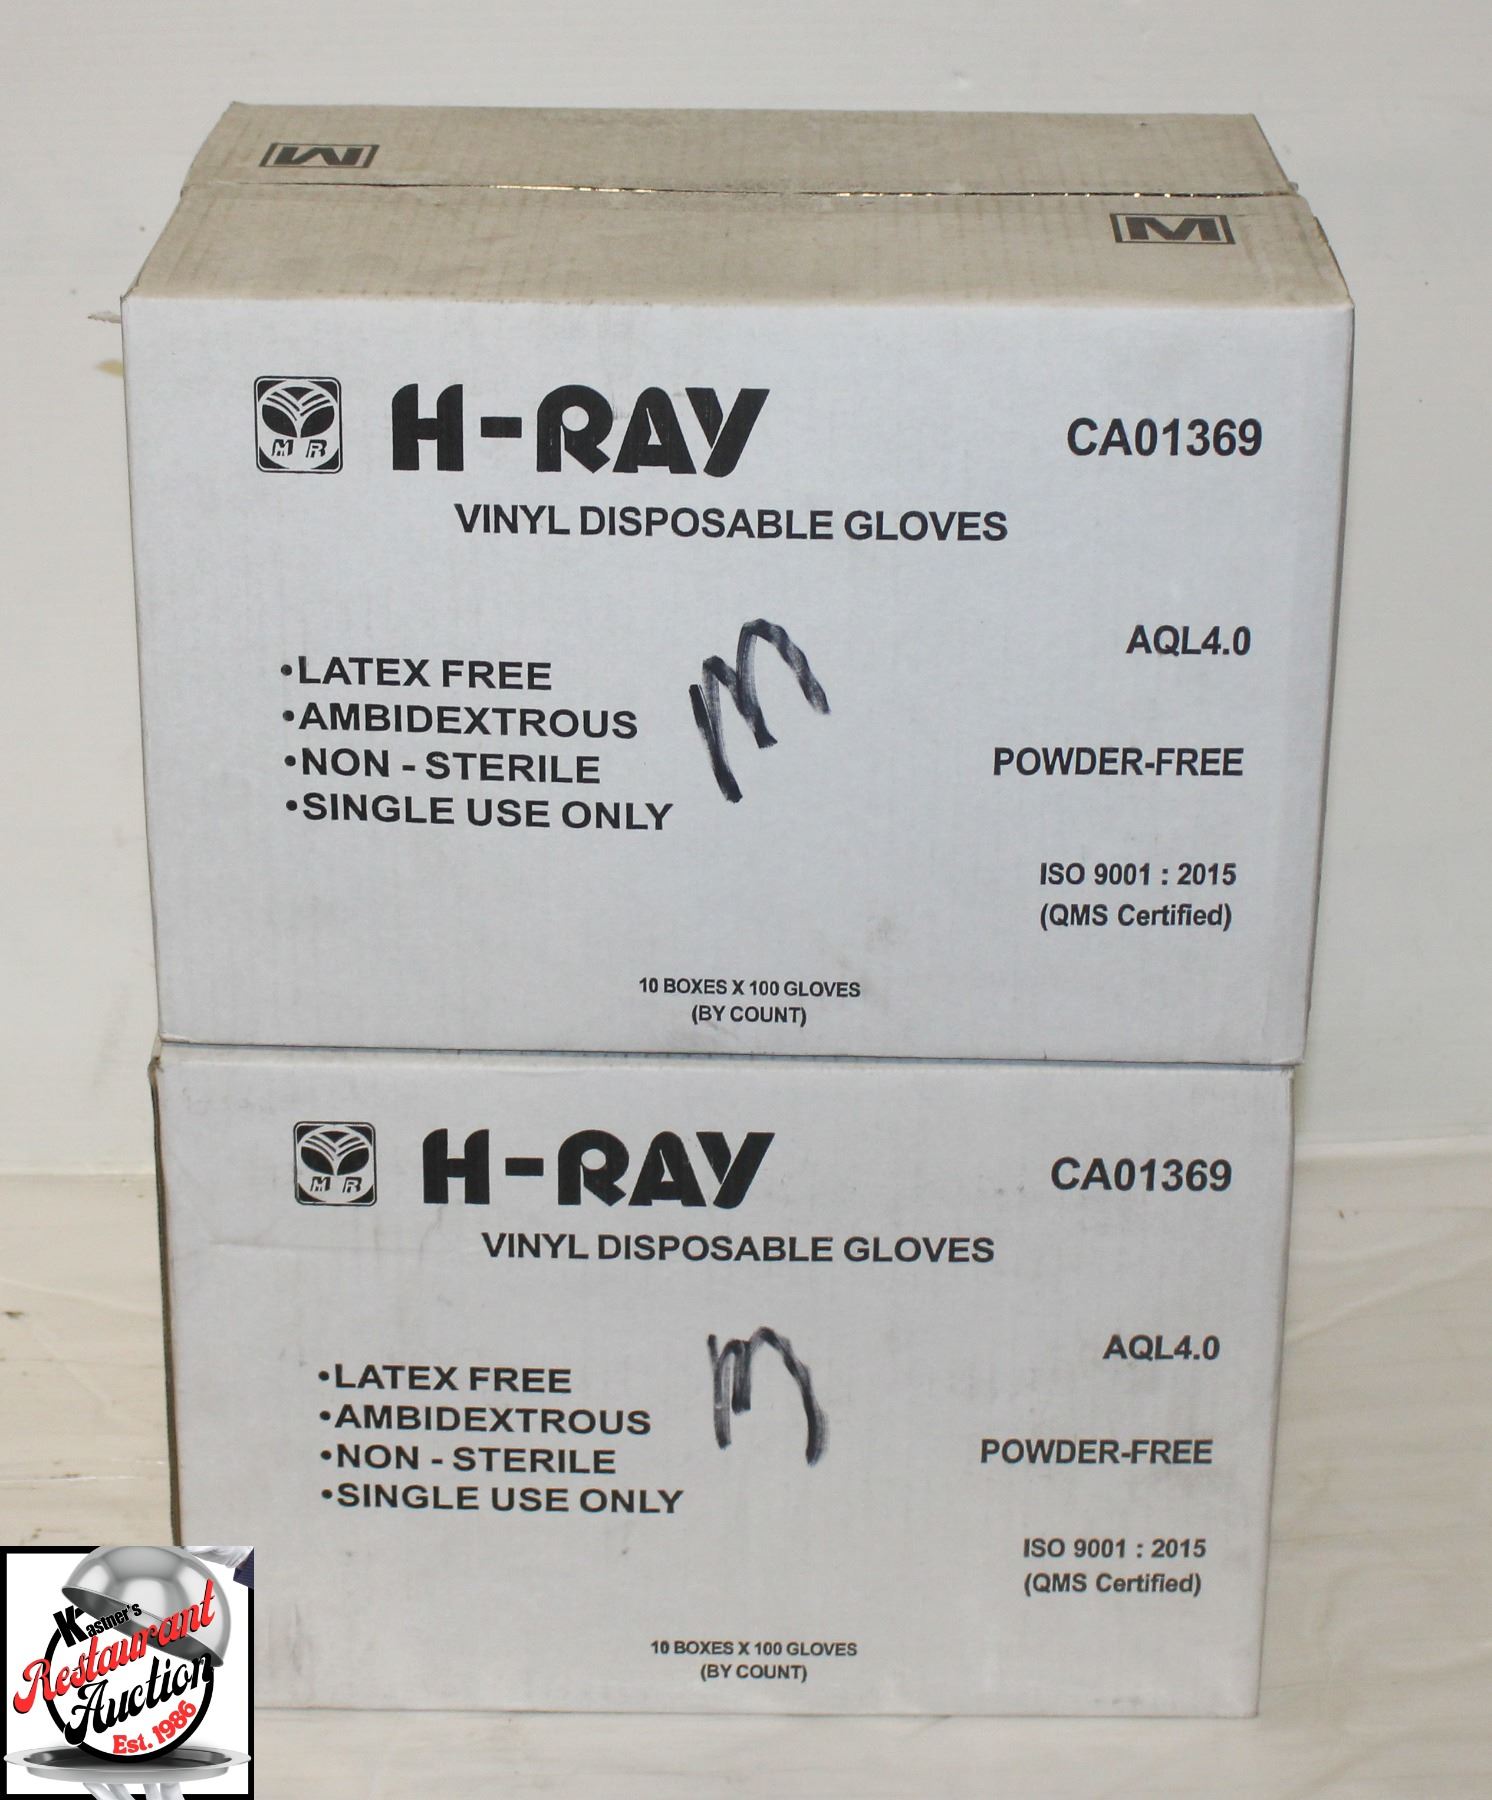 M
M
M R
H-RAY
CA01369
VINYL DISPOSABLE GLOVES
AQL4.0
•LATEX FREE
•AMBIDEXTROUS
•NON - STERILE
•SINGLE USE ONLY
M
POWDER-FREE
ISO 9001 : 2015
(QMS Certified)
10 BOXES X 100 GLOVES
(BY COUNT)
M R
H-RAY
CA01369
VINYL DISPOSABLE GLOVES
AQL4.0
•LATEX FREE
•AMBIDEXTROUS
•NON - STERILE
•SINGLE USE ONLY
m
POWDER-FREE
ISO 9001 : 2015
(QMS Certified)
10 BOXES X 100 GLOVES
(BY COUNT)
Kastner's
Restaurant
Auction
Est. 1986